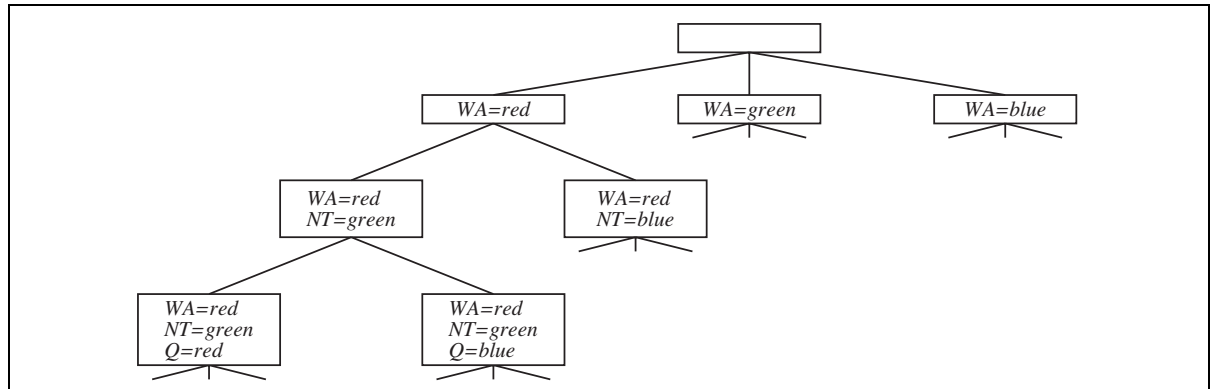 WA=red
WA=green
WA=blue
WA=red
NT=green
WA=red
NT=blue
WA=red
NT=green
Q=red
WA=red
NT=green
Q=blue